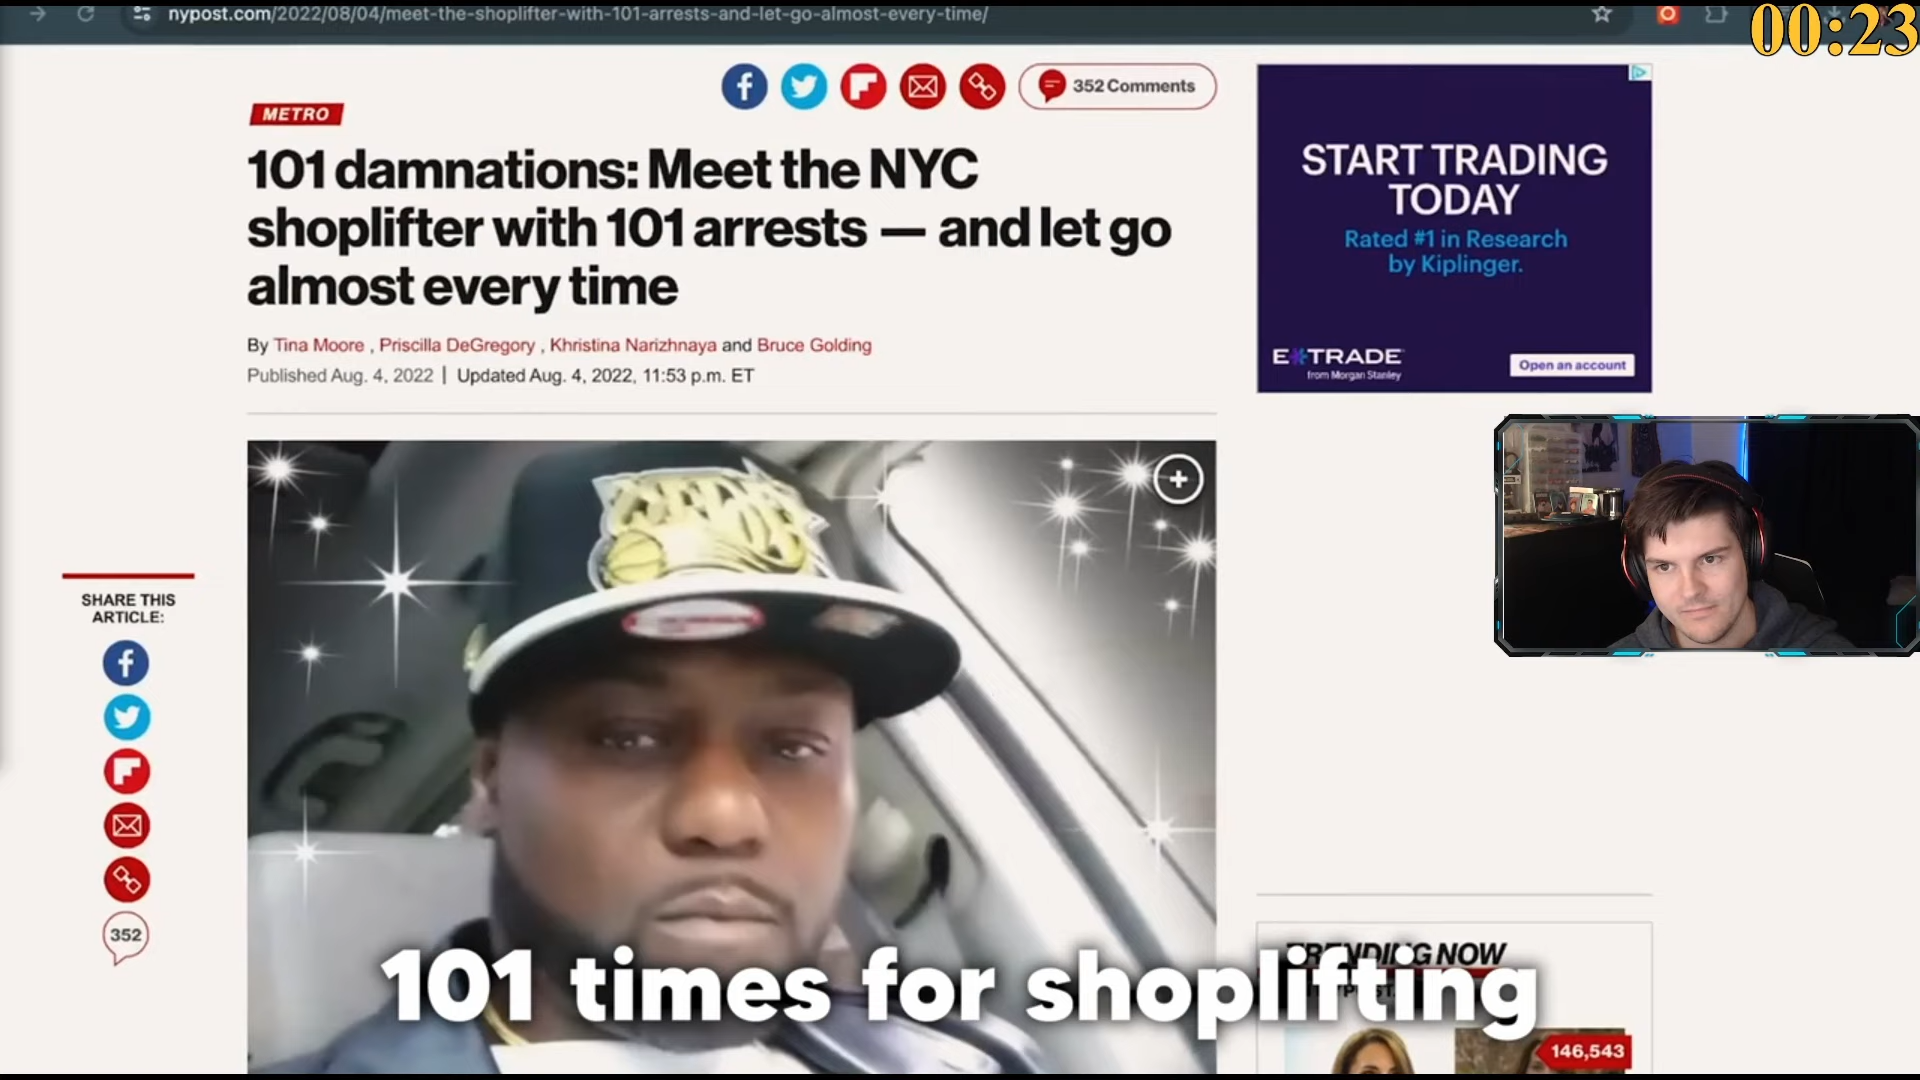 nypost.com/2022/08/04/meet-the-shoplifter-with-101-arrests-and-let-go-almost-every-time/
00:23
352 Comments
METRO
101 damnations: Meet the NYC
shoplifter with 101 arrests — and let go
almost every time
By Tina Moore , Priscilla DeGregory , Khristina Narizhnaya and Bruce Golding
Published Aug. 4, 2022 | Updated Aug. 4, 2022, 11:53 p.m. ET
START TRADING
TODAY
Rated #1 in Research
by Kiplinger.
E*TRADE
from Morgan Stanley
Open an account
SHARE THIS
ARTICLE:
352
TRENDING NOW
101 times for shoplifting
146,543